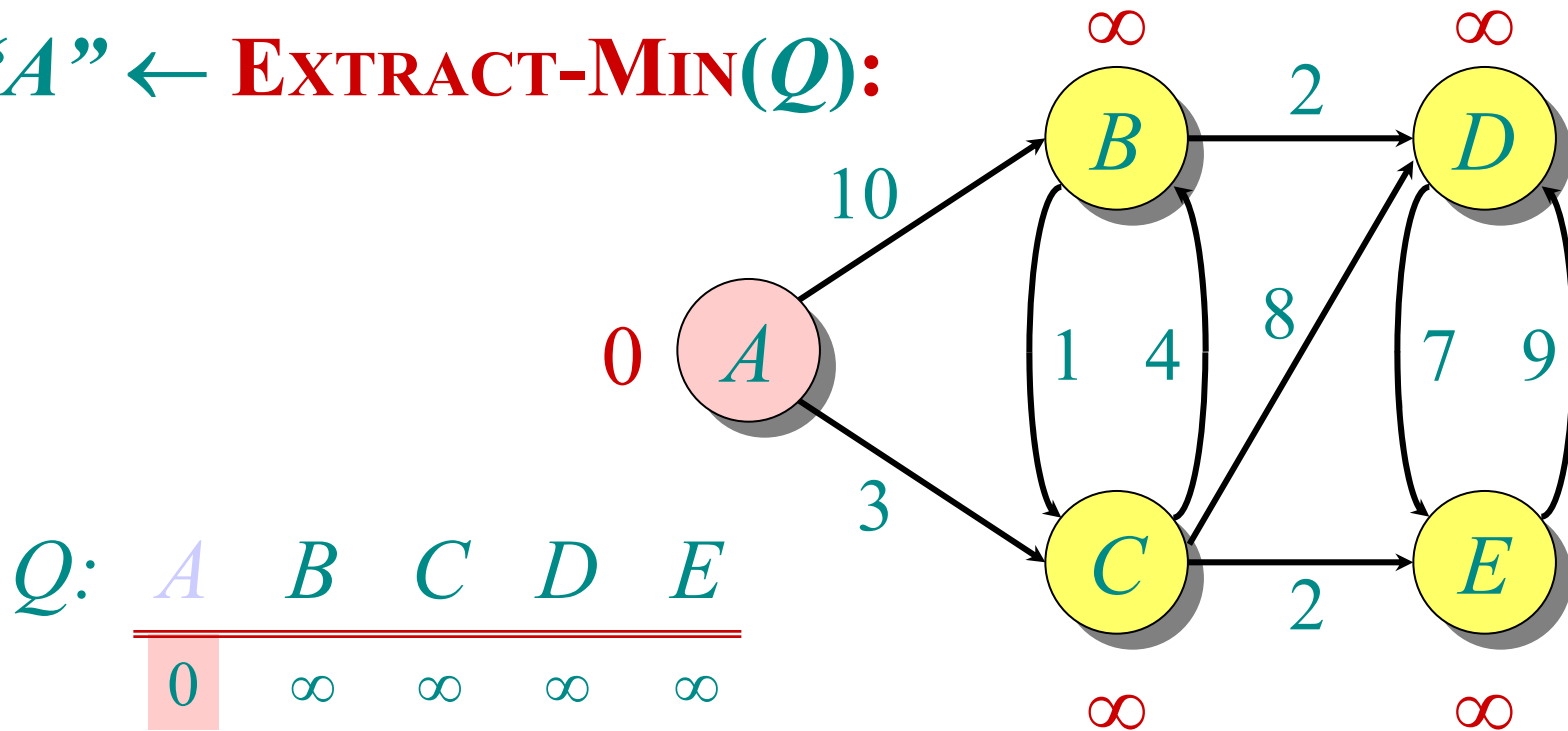 “A” ← EXTRACT-MIN(Q):
∞ ∞
B 2 D
10
0 A 1 4 8 7 9
3
C 2 E
∞ ∞
Q: A B C D E
0 ∞ ∞ ∞ ∞